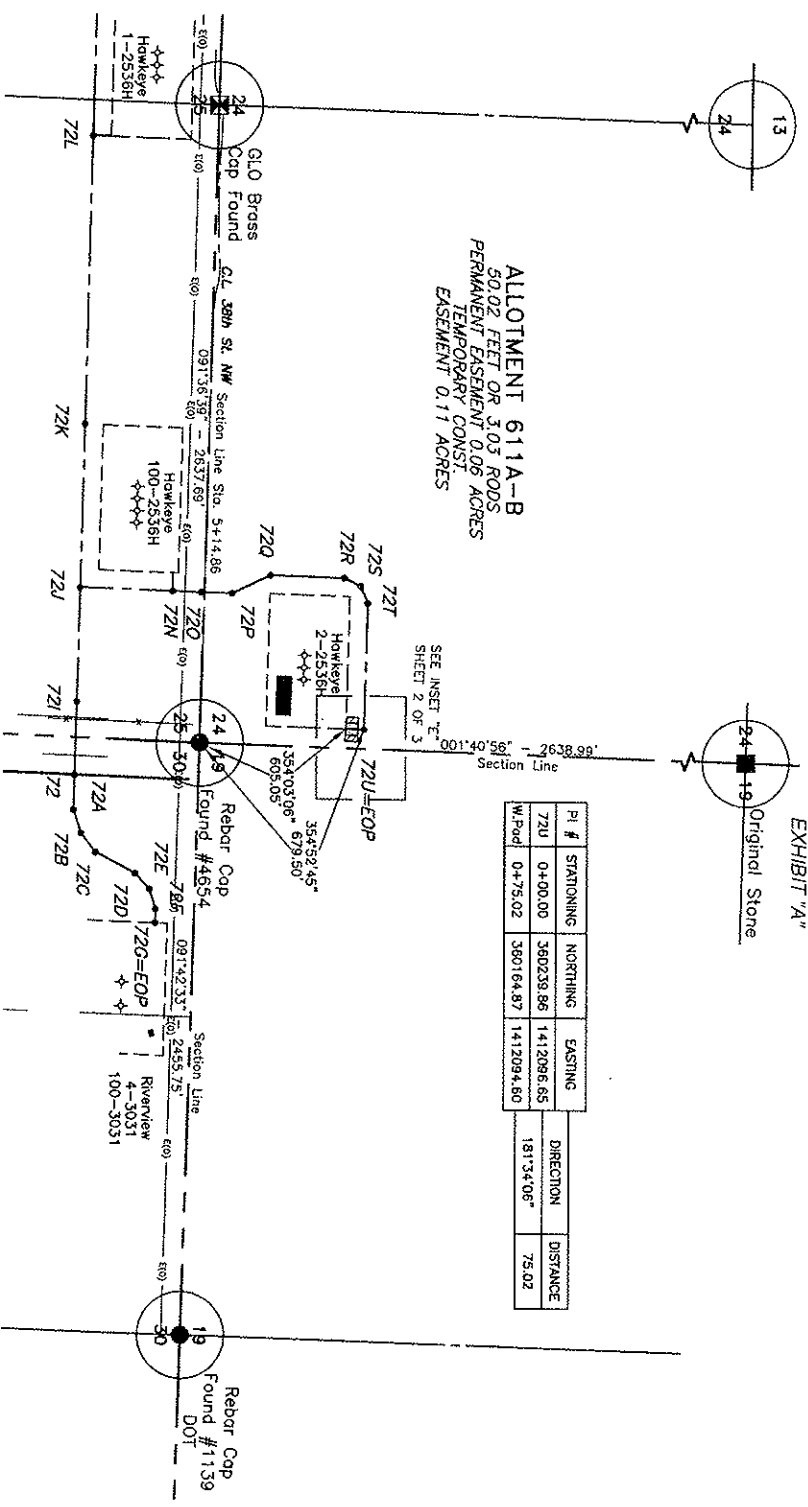 EXHIBIT "A"
13
24
24
19
Original Stone
ALLOTMENT 611A-B
50.02 FEET OR 3.03 RODS
PERMANENT EASEMENT 0.06 ACRES
TEMPORARY CONST.
EASEMENT 0.11 ACRES
PI # STATIONING NORTHING EASTING DIRECTION DISTANCE
72U 0+00.00 360239.86 1412096.65
W.Pad 0+75.02 360164.87 1412094.60 181°34'06" 75.02
SEE INSET "E"
SHEET 2 OF 3
001°40'56" - 2638.99'
Section Line
72U=EOP
354°52'45"
679.50'
354°03'06"
605.05'
72T
72S
72R
72Q
72P
72O
72N
Hawkeye
2-2536H
GLO Brass
Cap Found
24
25
C/L 38th St. NW Section Line Sta. 5+14.86
091°36'39" - 2637.69'
E(O)
E(O)
E(O)
E(O)
E(O)
E(O)
Hawkeye
1-2536H
Hawkeye
100-2536H
72L
72K
72J
72I
24
19
25
30
Rebar Cap
Found #4654
72
72A
72B
72C
72D
72E
72F
72G=EOP
091°42'33" - 2455.75'
Section Line
E(O)
E(O)
E(O)
Riverview
4-3031
100-3031
19
30
Rebar Cap
Found #1139
DOT